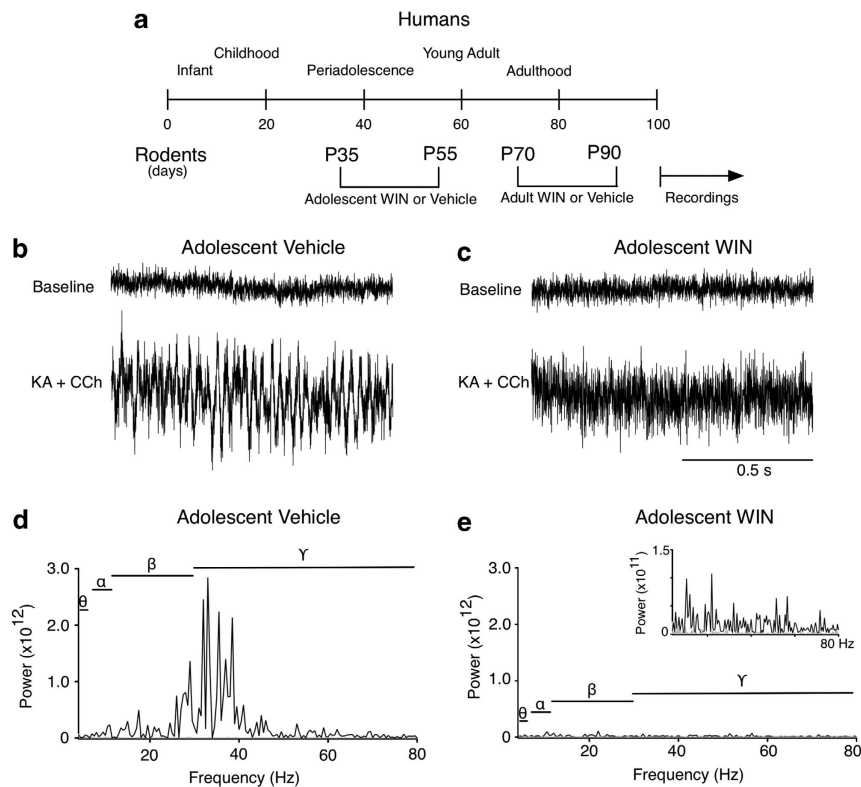 a
Humans
Childhood
Young Adult
Infant
Periadolescence
Adulthood
0 20 40 60 80 100
Rodents
(days)
P35 P55 P70 P90
Adolescent WIN or Vehicle
Adult WIN or Vehicle
Recordings
b
Adolescent Vehicle
Baseline
KA + CCh
c
Adolescent WIN
Baseline
KA + CCh
0.5 s
d
Adolescent Vehicle
θ
α
β
ϒ
Power (x10¹²)
3.0
2.0
1.0
0
20 40 60 80
Frequency (Hz)
e
Adolescent WIN
Power (x10¹¹)
1.5
0
80 Hz
θ
α
β
ϒ
Power (x10¹²)
3.0
2.0
1.0
0
20 40 60 80
Frequency (Hz)